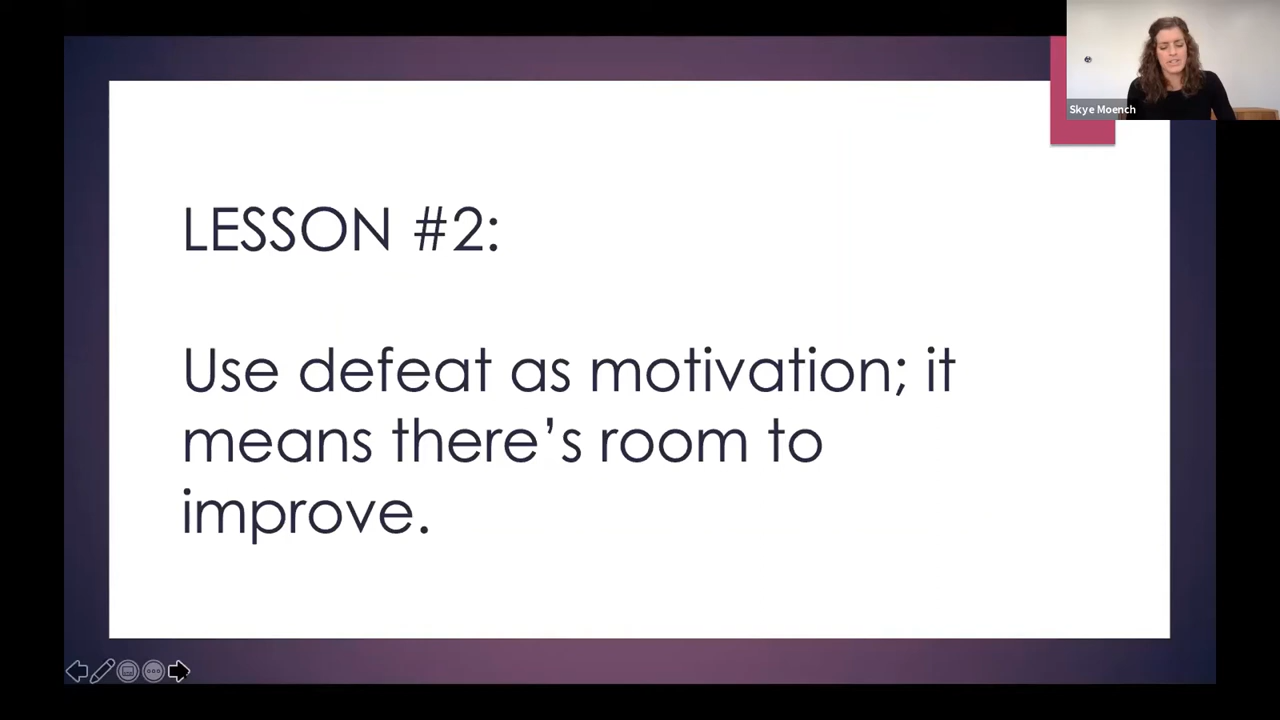 Skye Moench
LESSON #2:
Use defeat as motivation; it
means there’s room to
improve.